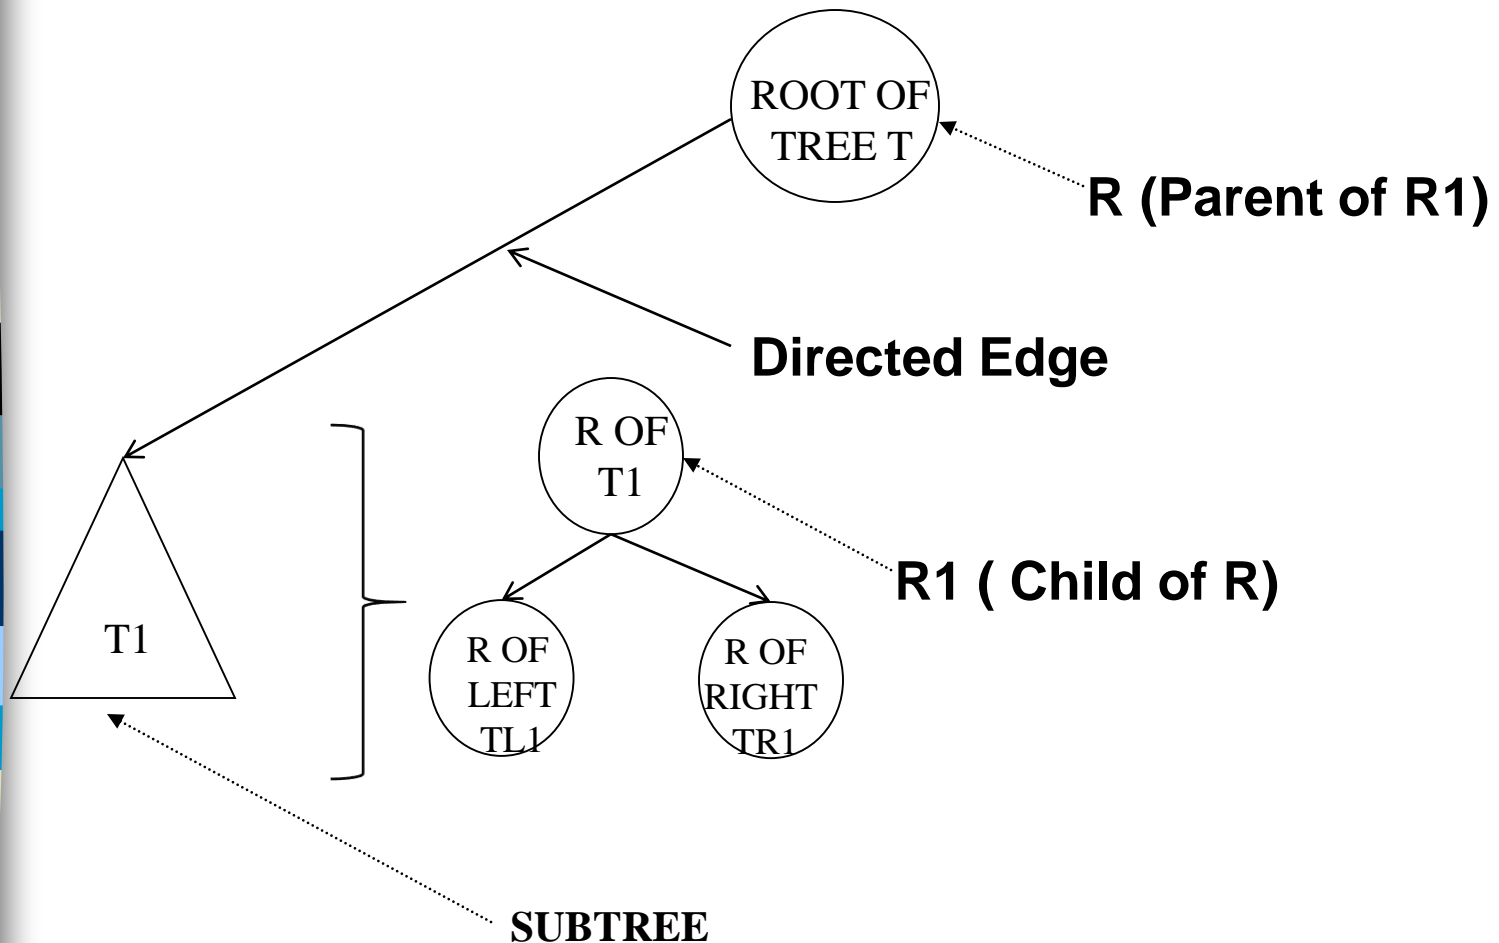 ROOT OF
TREE T
R (Parent of R1)
Directed Edge
R OF
T1
R1 ( Child of R)
T1
R OF
LEFT
TL1
R OF
RIGHT
TR1
SUBTREE